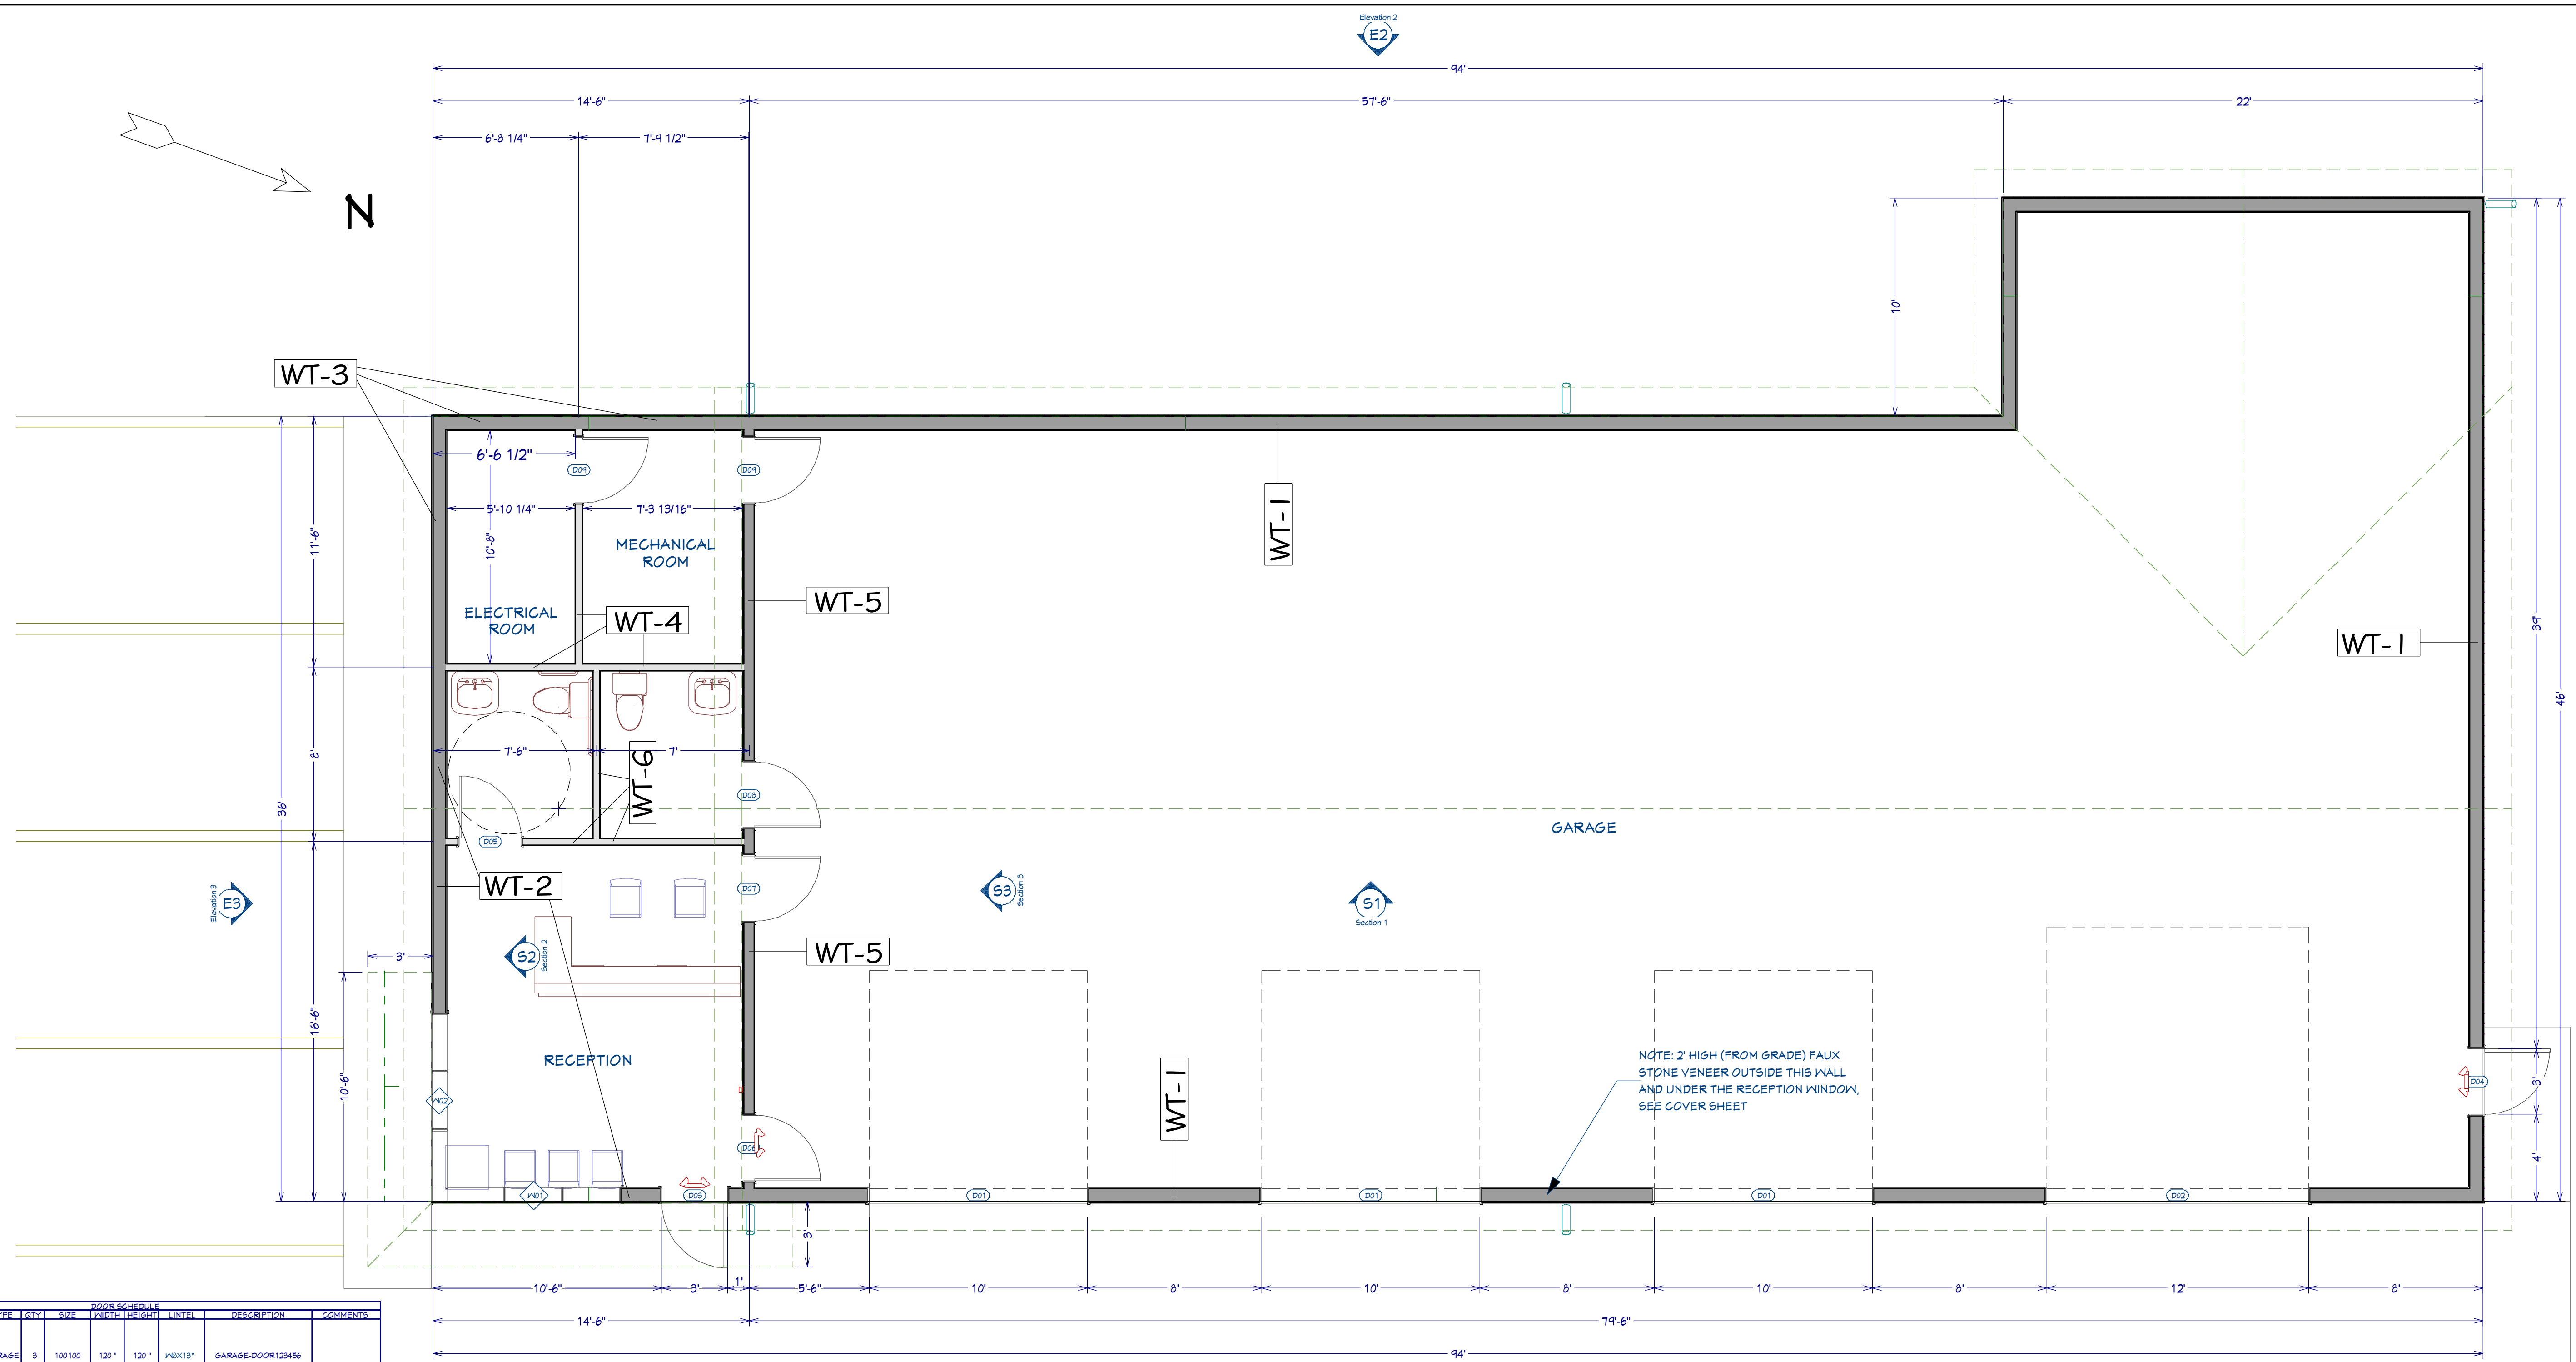 Elevation 2
E2
94'
14'-6"
57'-6"
22'
6'-8 1/4"
7'-9 1/2"
N
10'
WT-3
6'-6 1/2"
D09
D09
5'-10 1/4"
7'-3 13/16"
10'-8"
11'-6"
MECHANICAL
ROOM
WT-1
WT-5
ELECTRICAL
ROOM
WT-4
39'
WT-1
46'
7'-6"
7'
8'
WT-6
D08
36'
GARAGE
D05
WT-2
D07
Elevation 3
E3
S3
Section 3
S1
Section 1
S2
Section 2
WT-5
3'
16'-6"
RECEPTION
10'-6"
W02
WT-1
NOTE: 2' HIGH (FROM GRADE) FAUX
STONE VENEER OUTSIDE THIS WALL
AND UNDER THE RECEPTION WINDOW,
SEE COVER SHEET
D04
3'
D06
4'
W01
D03
D01
D01
D01
D02
3'
10'-6"
3'
1'
5'-6"
10'
8'
10'
8'
10'
8'
12'
8'
14'-6"
79'-6"
94'
DOOR SCHEDULE
YPE QTY SIZE WIDTH HEIGHT LINTEL DESCRIPTION COMMENTS
RAGE 3 100100 120 " 120 " W8X13" GARAGE-DOOR123456